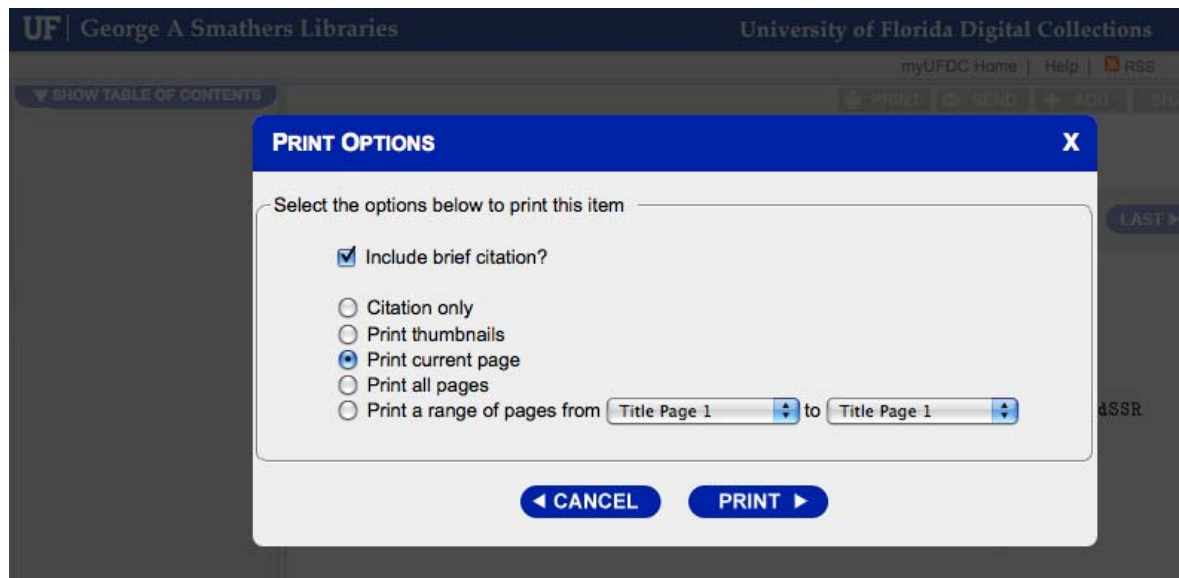 UF George A Smathers Libraries University of Florida Digital Collections
myUFDC Home | Help | RSS
SHOW TABLE OF CONTENTS PRINT SEND ADD
PRINT OPTIONS X
Select the options below to print this item
LAST
Include brief citation?
Citation only
Print thumbnails
Print current page
Print all pages
Print a range of pages from Title Page 1 to Title Page 1
dSSR
CANCEL PRINT